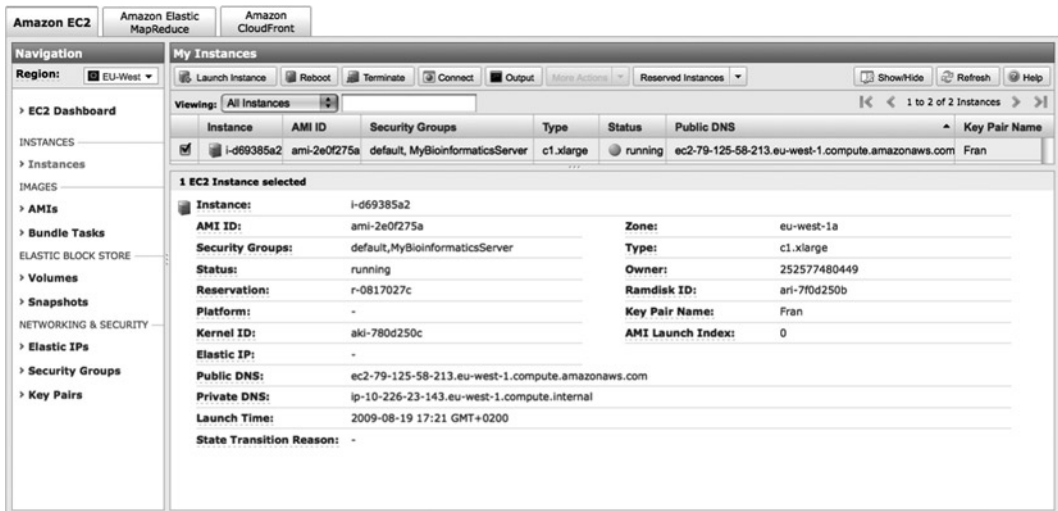 Amazon EC2
Amazon Elastic
MapReduce
Amazon
CloudFront
Navigation
Region: EU-West
EC2 Dashboard
INSTANCES
Instances
IMAGES
AMIs
Bundle Tasks
ELASTIC BLOCK STORE
Volumes
Snapshots
NETWORKING & SECURITY
Elastic IPs
Security Groups
Key Pairs
My Instances
Launch Instance Reboot Terminate Connect Output More Actions Reserved Instances Show/Hide Refresh Help
Viewing: All Instances 1 to 2 of 2 Instances
Instance AMI ID Security Groups Type Status Public DNS Key Pair Name
i-d69385a2 ami-2e0f275a default, MyBioinformaticsServer c1.xlarge running ec2-79-125-58-213.eu-west-1.compute.amazonaws.com Fran
1 EC2 Instance selected
Instance: i-d69385a2
AMI ID: ami-2e0f275a Zone: eu-west-1a
Security Groups: default,MyBioinformaticsServer Type: c1.xlarge
Status: running Owner: 252577480449
Reservation: r-0817027c Ramdisk ID: ari-7f0d250b
Platform: - Key Pair Name: Fran
Kernel ID: aki-780d250c AMI Launch Index: 0
Elastic IP: -
Public DNS: ec2-79-125-58-213.eu-west-1.compute.amazonaws.com
Private DNS: ip-10-226-23-143.eu-west-1.compute.internal
Launch Time: 2009-08-19 17:21 GMT+0200
State Transition Reason: -